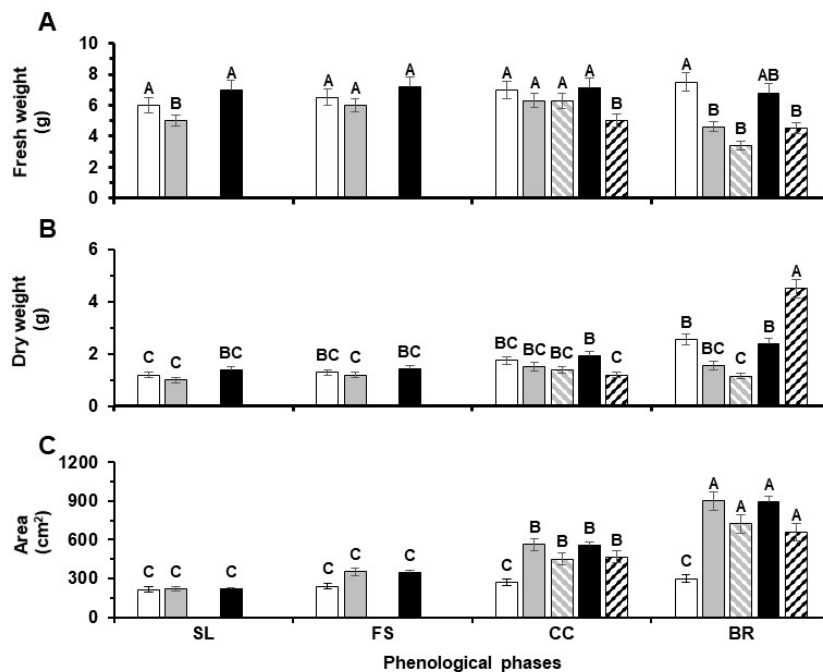 A
Fresh weight
(g)
10
8
6
4
2
0
A B A
A A A
A A A A B
A B B AB B
B
Dry weight
(g)
6
4
2
0
C C BC
BC C BC
BC BC BC B C
B BC C B A
C
Area
(cm²)
1200
900
600
300
0
C C C
C C C
C B B B B
C A A A A
SL FS CC BR
Phenological phases